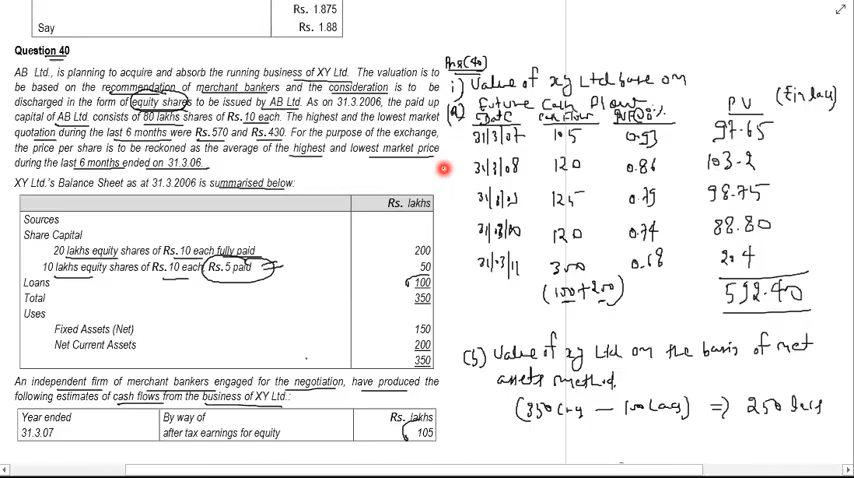 Rs. 1.875
Say Rs. 1.88
Question 40
AB Ltd., is planning to acquire and absorb the running business of XY Ltd. The valuation is to
be based on the recommendation of merchant bankers and the consideration is to be
discharged in the form of equity shares to be issued by AB Ltd. As on 31.3.2006, the paid up
capital of AB Ltd. consists of 80 lakhs shares of Rs. 10 each. The highest and the lowest market
quotation during the last 6 months were Rs. 570 and Rs. 430. For the purpose of the exchange,
the price per share is to be reckoned as the average of the highest and lowest market price
during the last 6 months ended on 31.3.06.
XY Ltd.'s Balance Sheet as at 31.3.2006 is summarised below:
Rs. lakhs
Sources
Share Capital
20 lakhs equity shares of Rs. 10 each fully paid 200
10 lakhs equity shares of Rs. 10 each, Rs. 5 paid 50
Loans 100
Total 350
Uses
Fixed Assets (Net) 150
Net Current Assets 200
350
An independent firm of merchant bankers engaged for the negotiation, have produced the
following estimates of cash flows from the business of XY Ltd.:
Year ended By way of Rs. lakhs
31.3.07 after tax earnings for equity 105
Ans (40)
i) Value of xy Ltd base on
Future Cash Flow
(a) Date Cash Flow P.V
31/3/07 105 0.93 97.65
31/3/08 120 0.86 103.2
125 0.79 98.75
120 0.74 88.80
31/03/11 300 0.68 204
(100+200) 592.40
(b) Value of xy Ltd on the basis of net
assets method.
250